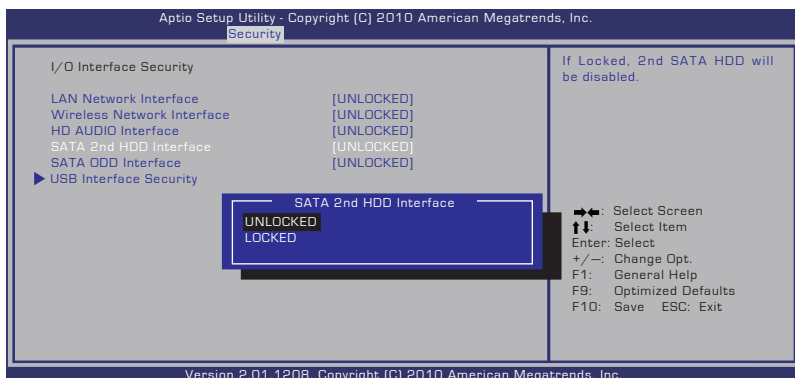 Aptio Setup Utility - Copyright (C) 2010 American Megatrends, Inc.
Security
I/O Interface Security
LAN Network Interface [UNLOCKED]
Wireless Network Interface [UNLOCKED]
HD AUDIO Interface [UNLOCKED]
SATA 2nd HDD Interface [UNLOCKED]
SATA ODD Interface [UNLOCKED]
USB Interface Security
SATA 2nd HDD Interface
UNLOCKED
LOCKED
If Locked, 2nd SATA HDD will
be disabled.
→←: Select Screen
↑↓: Select Item
Enter: Select
+/—: Change Opt.
F1: General Help
F9: Optimized Defaults
F10: Save ESC: Exit
Version 2.01.1208. Copyright (C) 2010 American Megatrends, Inc.